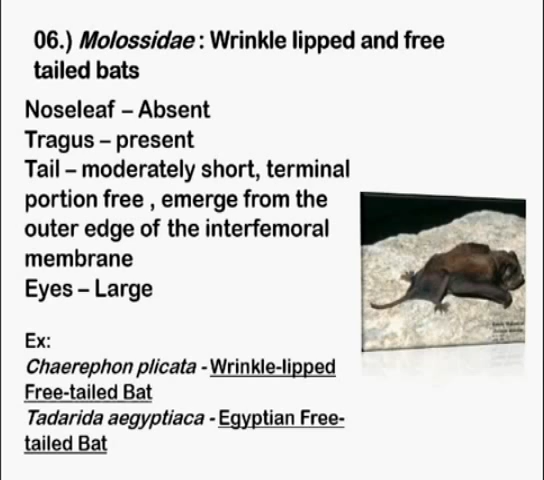 06.) Molossidae : Wrinkle lipped and free
tailed bats
Noseleaf – Absent
Tragus – present
Tail – moderately short, terminal
portion free , emerge from the
outer edge of the interfemoral
membrane
Eyes – Large
Ex:
Chaerephon plicata - Wrinkle-lipped
Free-tailed Bat
Tadarida aegyptiaca - Egyptian Free-
tailed Bat